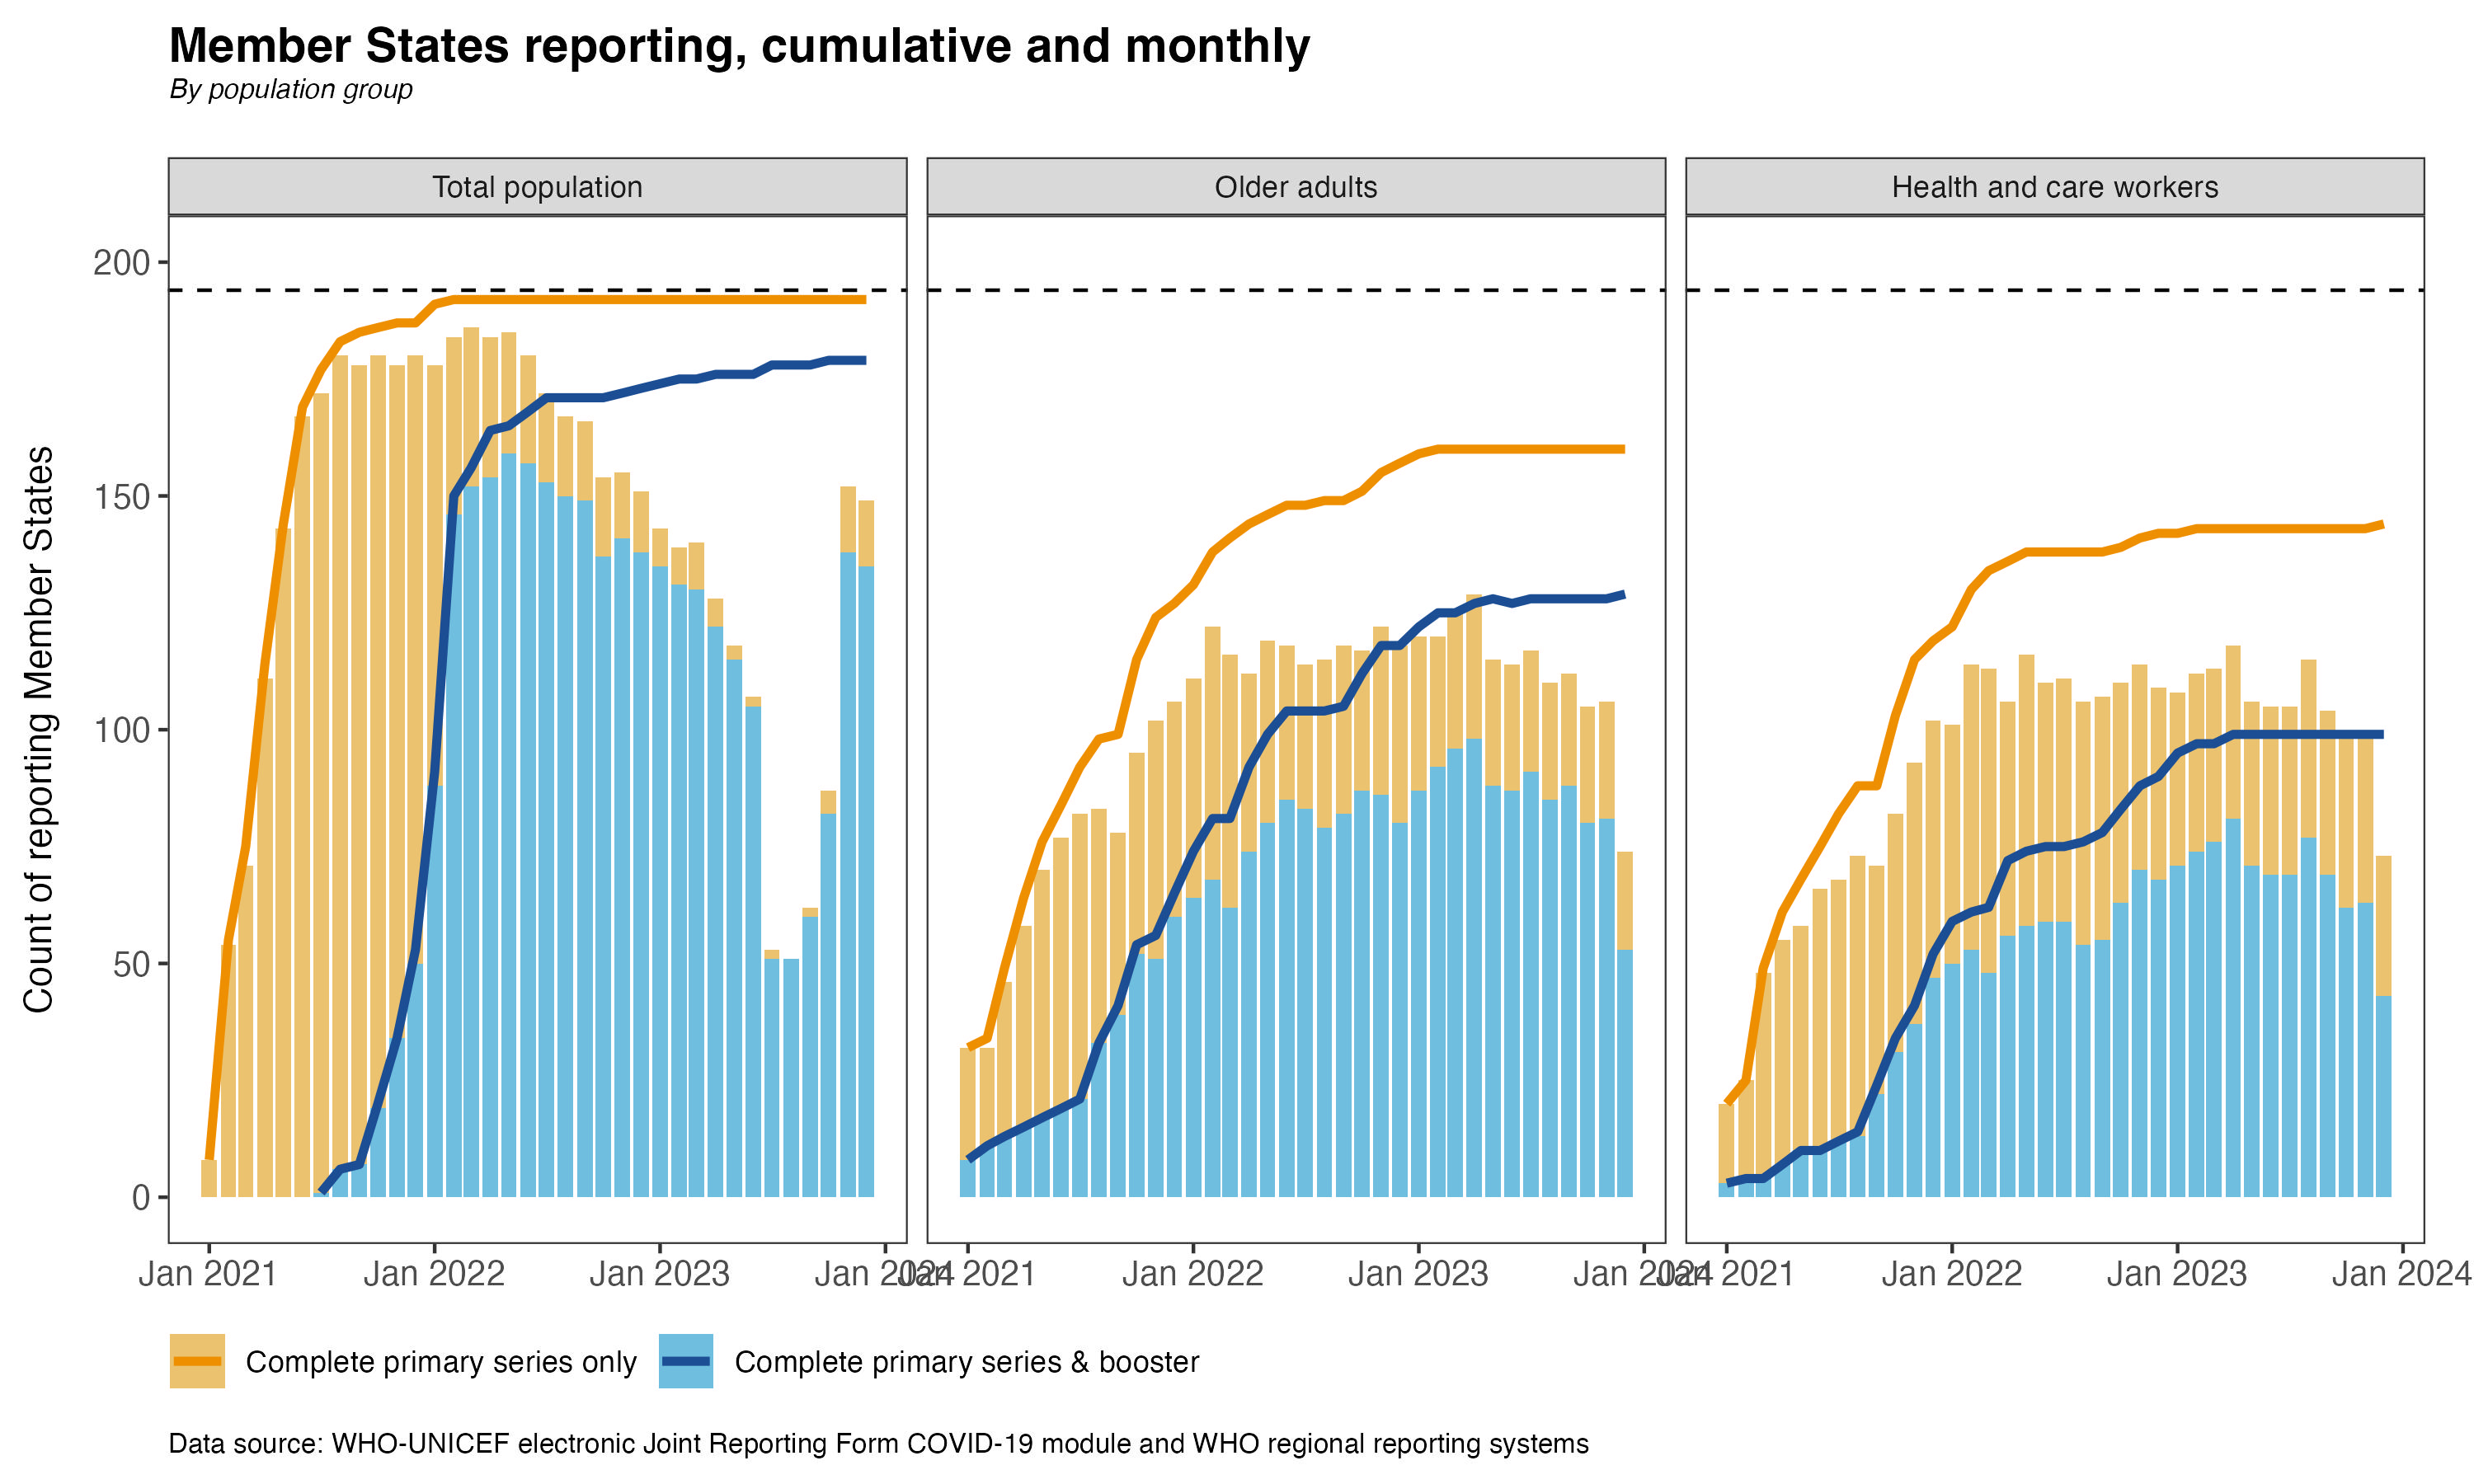 Member States reporting, cumulative and monthly
By population group
Total population
Older adults
Health and care workers
Count of reporting Member States
200
150
100
50
0
Jan 2021 Jan 2022 Jan 2023 Jan 2024
Jan 2021 Jan 2022 Jan 2023 Jan 2024
Jan 2021 Jan 2022 Jan 2023 Jan 2024
Complete primary series only
Complete primary series & booster
Data source: WHO-UNICEF electronic Joint Reporting Form COVID-19 module and WHO regional reporting systems